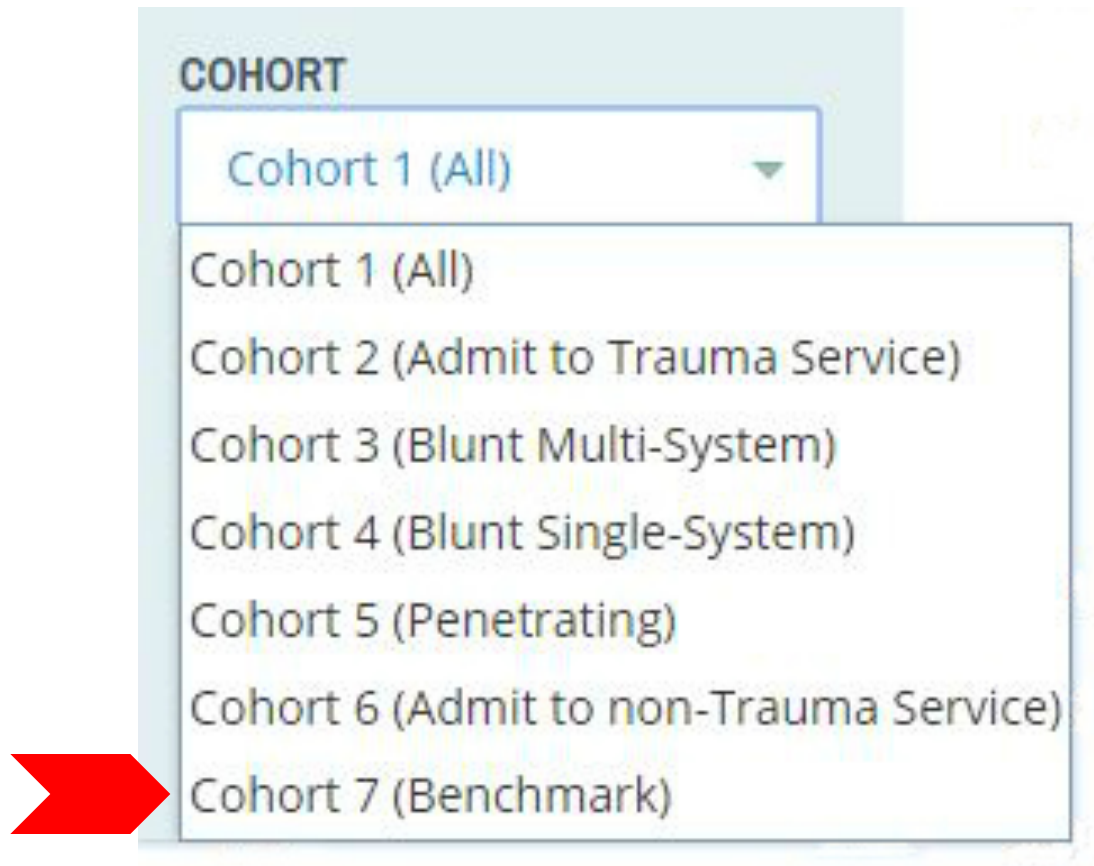 COHORT
Cohort 1 (All)
Cohort 1 (All)
Cohort 2 (Admit to Trauma Service)
Cohort 3 (Blunt Multi-System)
Cohort 4 (Blunt Single-System)
Cohort 5 (Penetrating)
Cohort 6 (Admit to non-Trauma Service)
Cohort 7 (Benchmark)